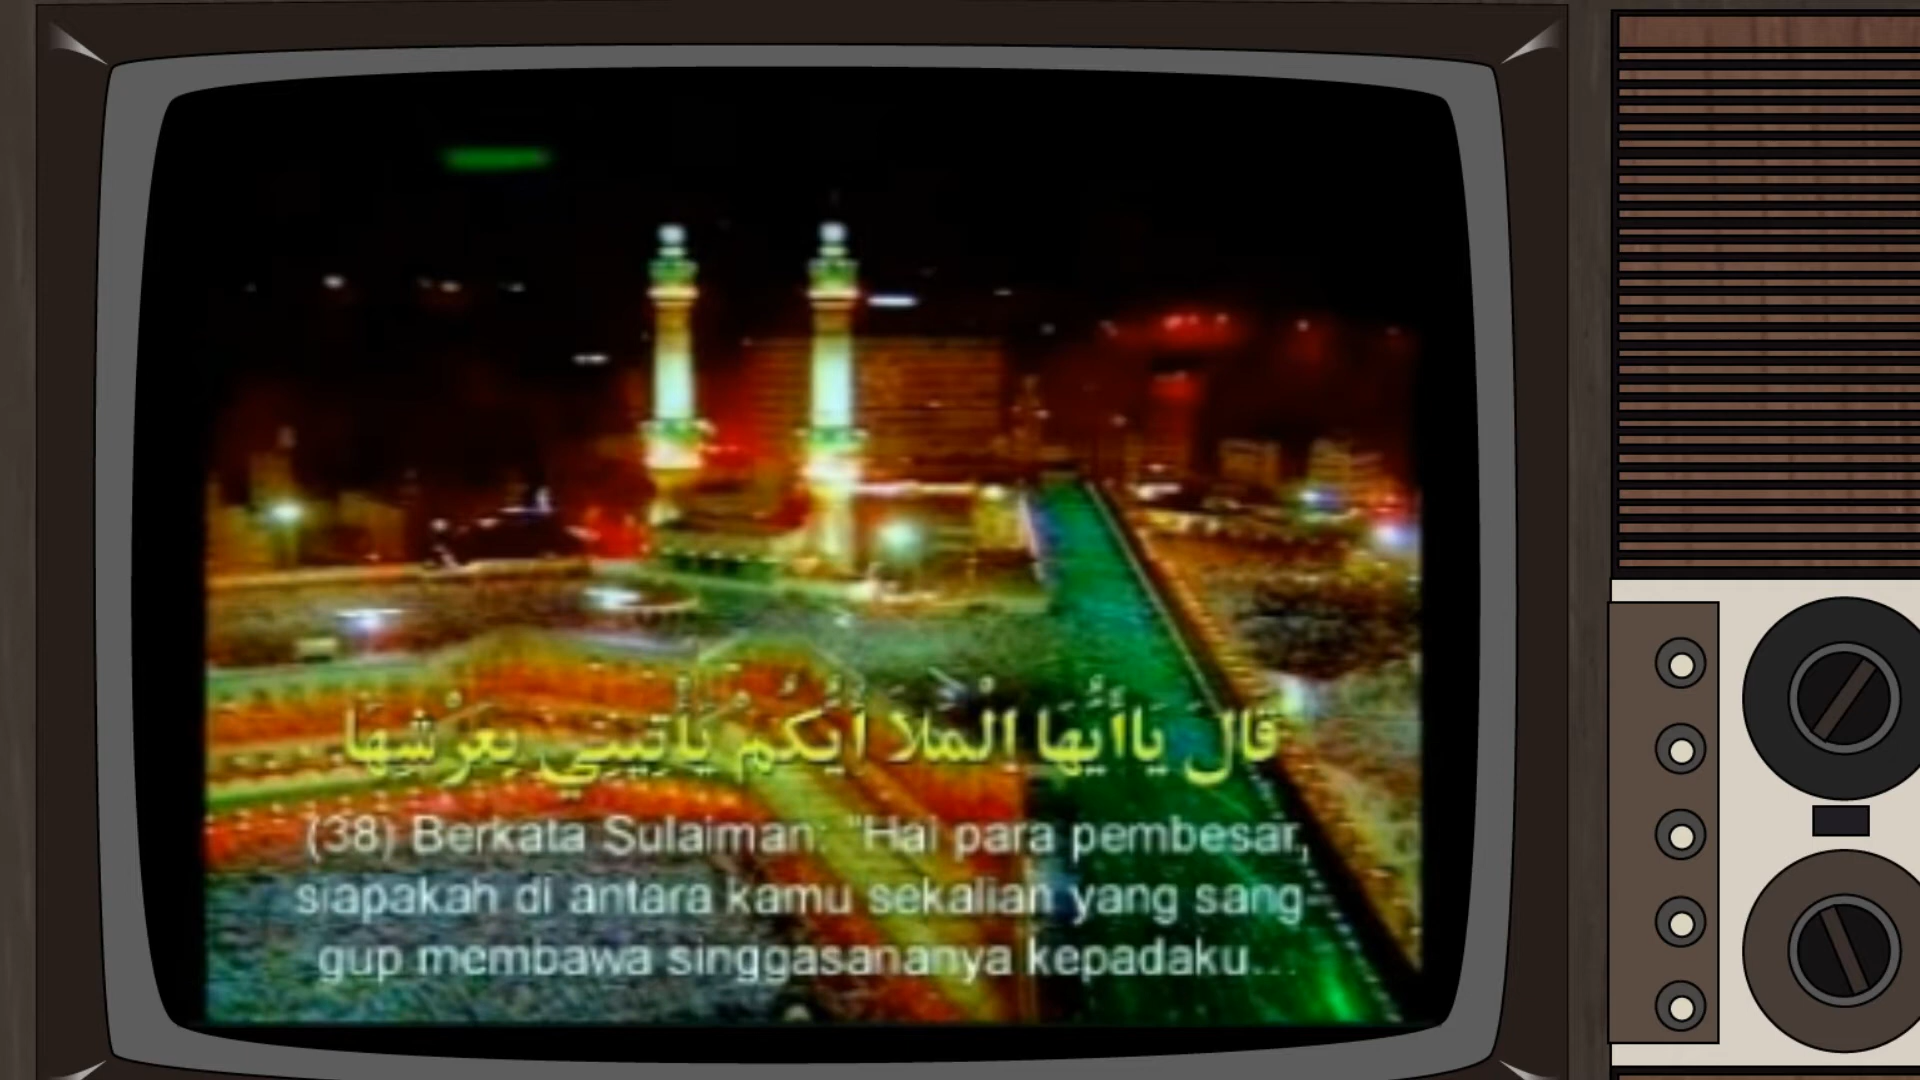 قَالَ يَاأَيُّهَا الْمَلَأ أَيُّكُمْ يَأْتِينِي بِعَرْشِهَا
(38) Berkata Sulaiman: "Hai para pembesar,
siapakah di antara kamu sekalian yang sang-
gup membawa singgasananya kepadaku...